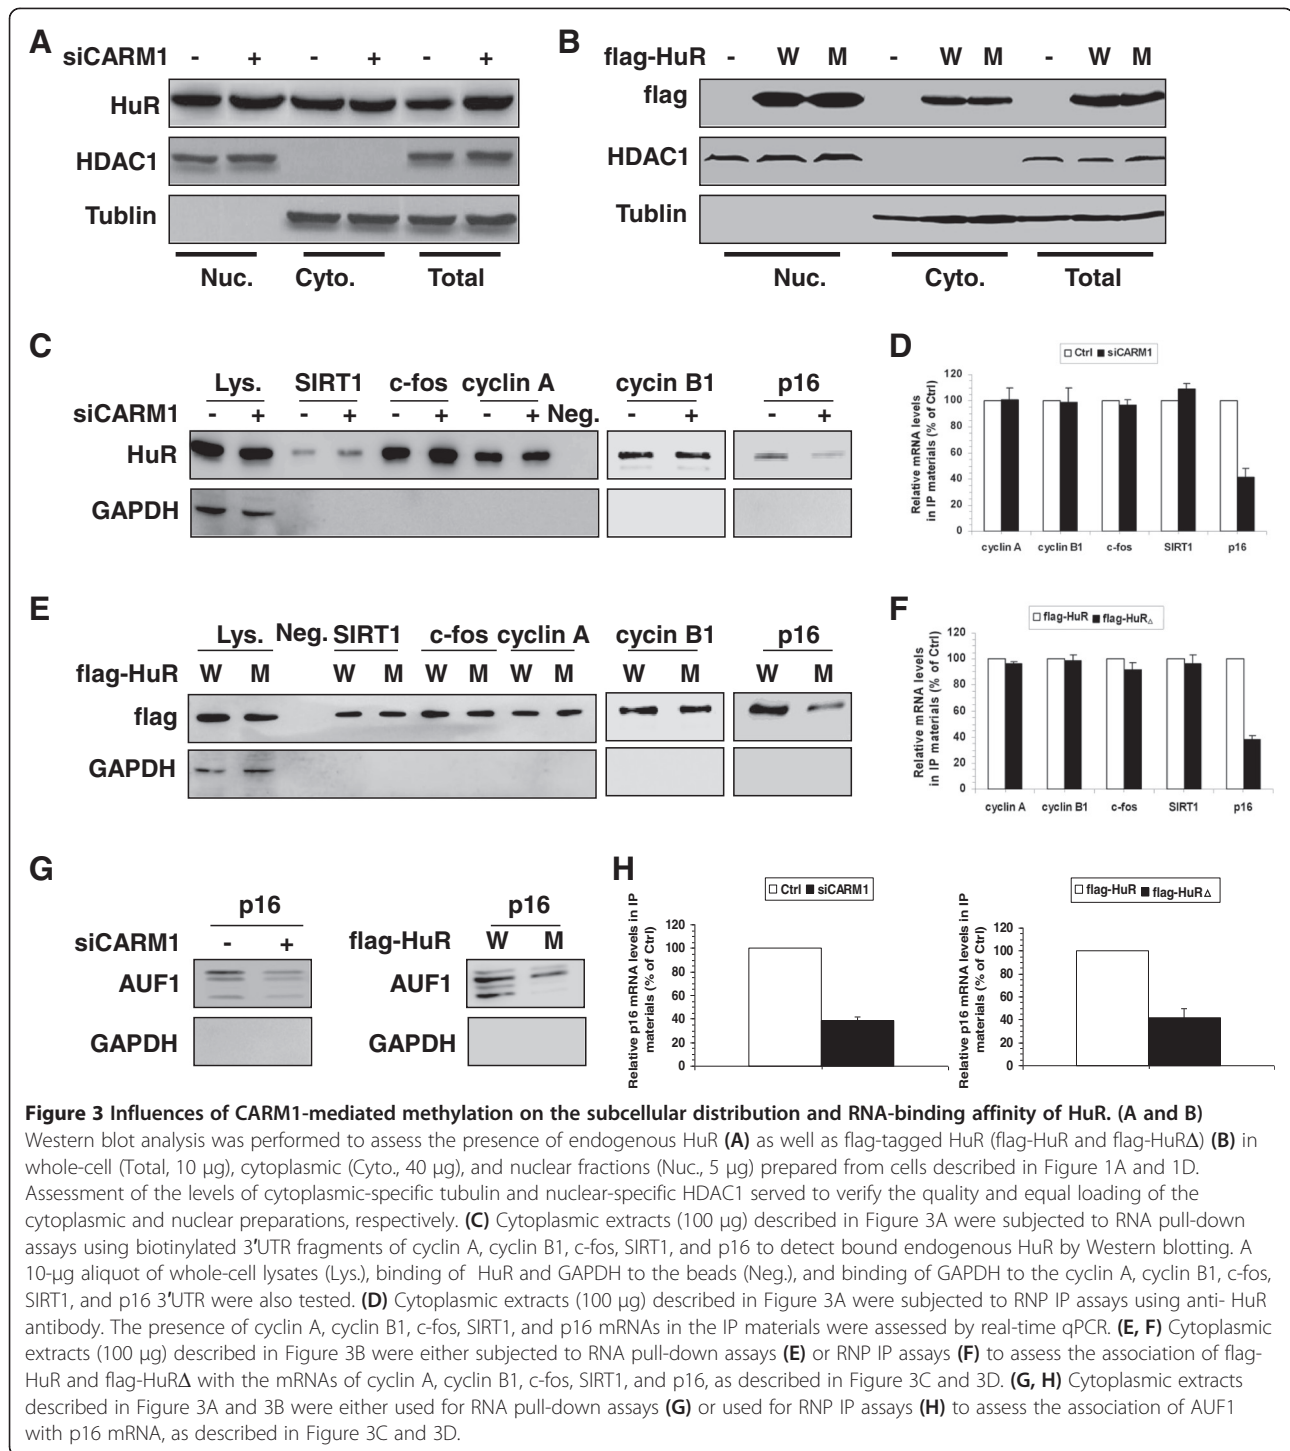 A
siCARM1 - + - + - +
HuR
HDAC1
Tublin
Nuc. Cyto. Total
B
flag-HuR - W M - W M - W M
flag
HDAC1
Tublin
Nuc. Cyto. Total
C
Lys. SIRT1 c-fos cyclin A cycin B1 p16
siCARM1 - + - + - + - + Neg. - + - +
HuR
GAPDH
D
Ctrl siCARM1
Relative mRNA levels
in IP materials (% of Ctrl)
120
100
80
60
40
20
0
cyclin A cyclin B1 c-fos SIRT1 p16
E
Lys. Neg. SIRT1 c-fos cyclin A cycin B1 p16
flag-HuR W M W M W M W M W M W M
flag
GAPDH
F
flag-HuR flag-HuR△
Relative mRNA levels
in IP materials (% of Ctrl)
120
100
80
60
40
20
0
cyclin A cyclin B1 c-fos SIRT1 p16
G
p16
siCARM1 - +
AUF1
GAPDH
p16
flag-HuR W M
AUF1
GAPDH
H
Ctrl siCARM1
Relative p16 mRNA levels in IP
materials (% of Ctrl)
120
100
80
60
40
20
0
flag-HuR flag-HuR△
Relative p16 mRNA levels in IP
materials (% of Ctrl)
120
100
80
60
40
20
0
Figure 3 Influences of CARM1-mediated methylation on the subcellular distribution and RNA-binding affinity of HuR. (A and B)
Western blot analysis was performed to assess the presence of endogenous HuR (A) as well as flag-tagged HuR (flag-HuR and flag-HuRΔ) (B) in
whole-cell (Total, 10 μg), cytoplasmic (Cyto., 40 μg), and nuclear fractions (Nuc., 5 μg) prepared from cells described in Figure 1A and 1D.
Assessment of the levels of cytoplasmic-specific tubulin and nuclear-specific HDAC1 served to verify the quality and equal loading of the
cytoplasmic and nuclear preparations, respectively. (C) Cytoplasmic extracts (100 μg) described in Figure 3A were subjected to RNA pull-down
assays using biotinylated 3′UTR fragments of cyclin A, cyclin B1, c-fos, SIRT1, and p16 to detect bound endogenous HuR by Western blotting. A
10-μg aliquot of whole-cell lysates (Lys.), binding of HuR and GAPDH to the beads (Neg.), and binding of GAPDH to the cyclin A, cyclin B1, c-fos,
SIRT1, and p16 3′UTR were also tested. (D) Cytoplasmic extracts (100 μg) described in Figure 3A were subjected to RNP IP assays using anti- HuR
antibody. The presence of cyclin A, cyclin B1, c-fos, SIRT1, and p16 mRNAs in the IP materials were assessed by real-time qPCR. (E, F) Cytoplasmic
extracts (100 μg) described in Figure 3B were either subjected to RNA pull-down assays (E) or RNP IP assays (F) to assess the association of flag-
HuR and flag-HuRΔ with the mRNAs of cyclin A, cyclin B1, c-fos, SIRT1, and p16, as described in Figure 3C and 3D. (G, H) Cytoplasmic extracts
described in Figure 3A and 3B were either used for RNA pull-down assays (G) or used for RNP IP assays (H) to assess the association of AUF1
with p16 mRNA, as described in Figure 3C and 3D.